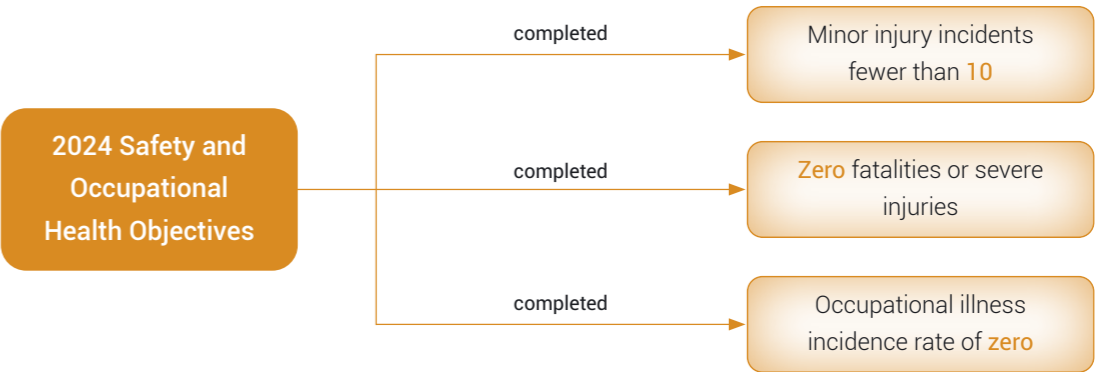 2024 Safety and
Occupational
Health Objectives
completed
Minor injury incidents
fewer than 10
completed
Zero fatalities or severe
injuries
completed
Occupational illness
incidence rate of zero